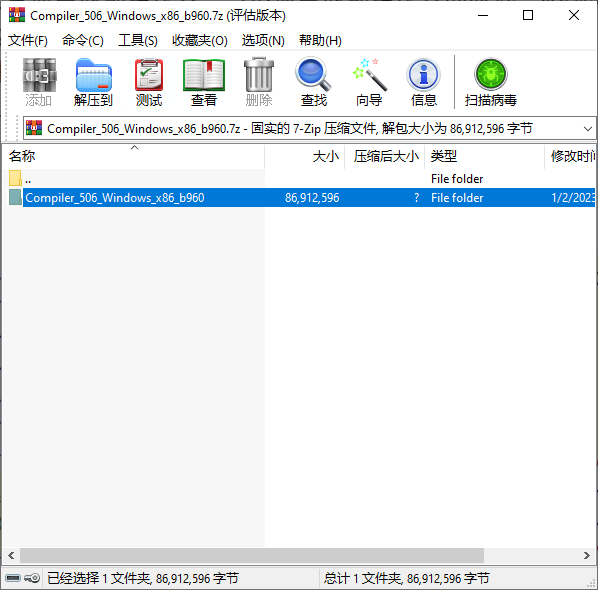 Compiler_506_Windows_x86_b960.7z (评估版本)
文件(F) 命令(C) 工具(S) 收藏夹(O) 选项(N) 帮助(H)
添加 解压到 测试 查看 删除 查找 向导 信息 扫描病毒
Compiler_506_Windows_x86_b960.7z - 固实的 7-Zip 压缩文件, 解包大小为 86,912,596 字节
名称 大小 压缩后大小 类型 修改时间
.. File folder
Compiler_506_Windows_x86_b960 86,912,596 ? File folder 1/2/2023
已经选择 1 文件夹, 86,912,596 字节 总计 1 文件夹, 86,912,596 字节